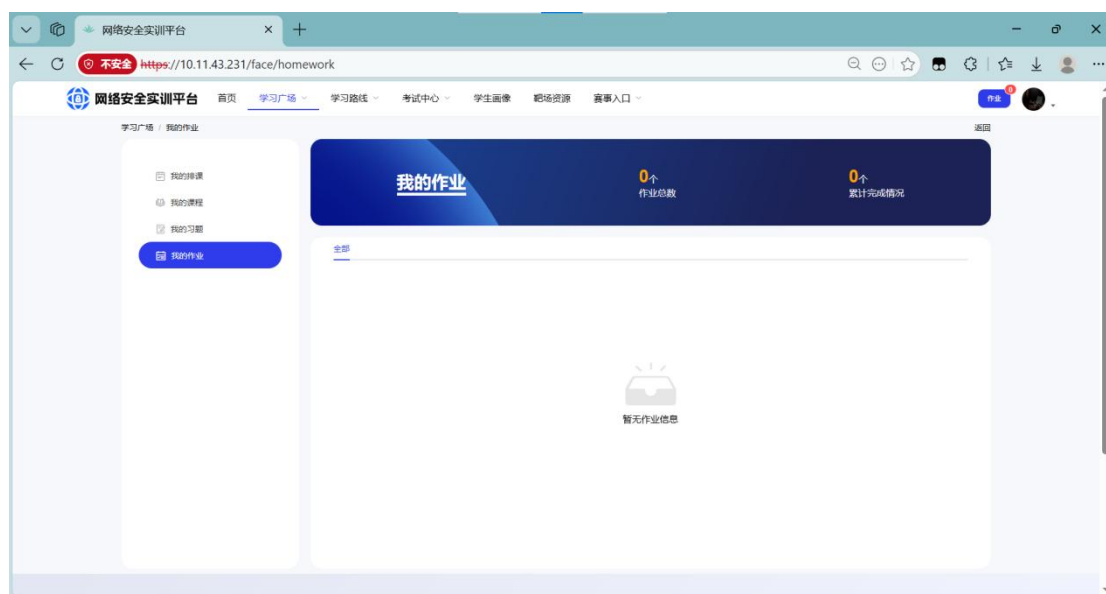 网络安全实训平台
不安全 https://10.11.43.231/face/homework
网络安全实训平台 首页 学习广场 学习路线 考试中心 学生画像 靶场资源 赛事入口 作业 0
学习广场 / 我的作业 返回
我的排课
我的课程
我的习题
我的作业
我的作业
0个
作业总数
0个
累计完成情况
全部
暂无作业信息